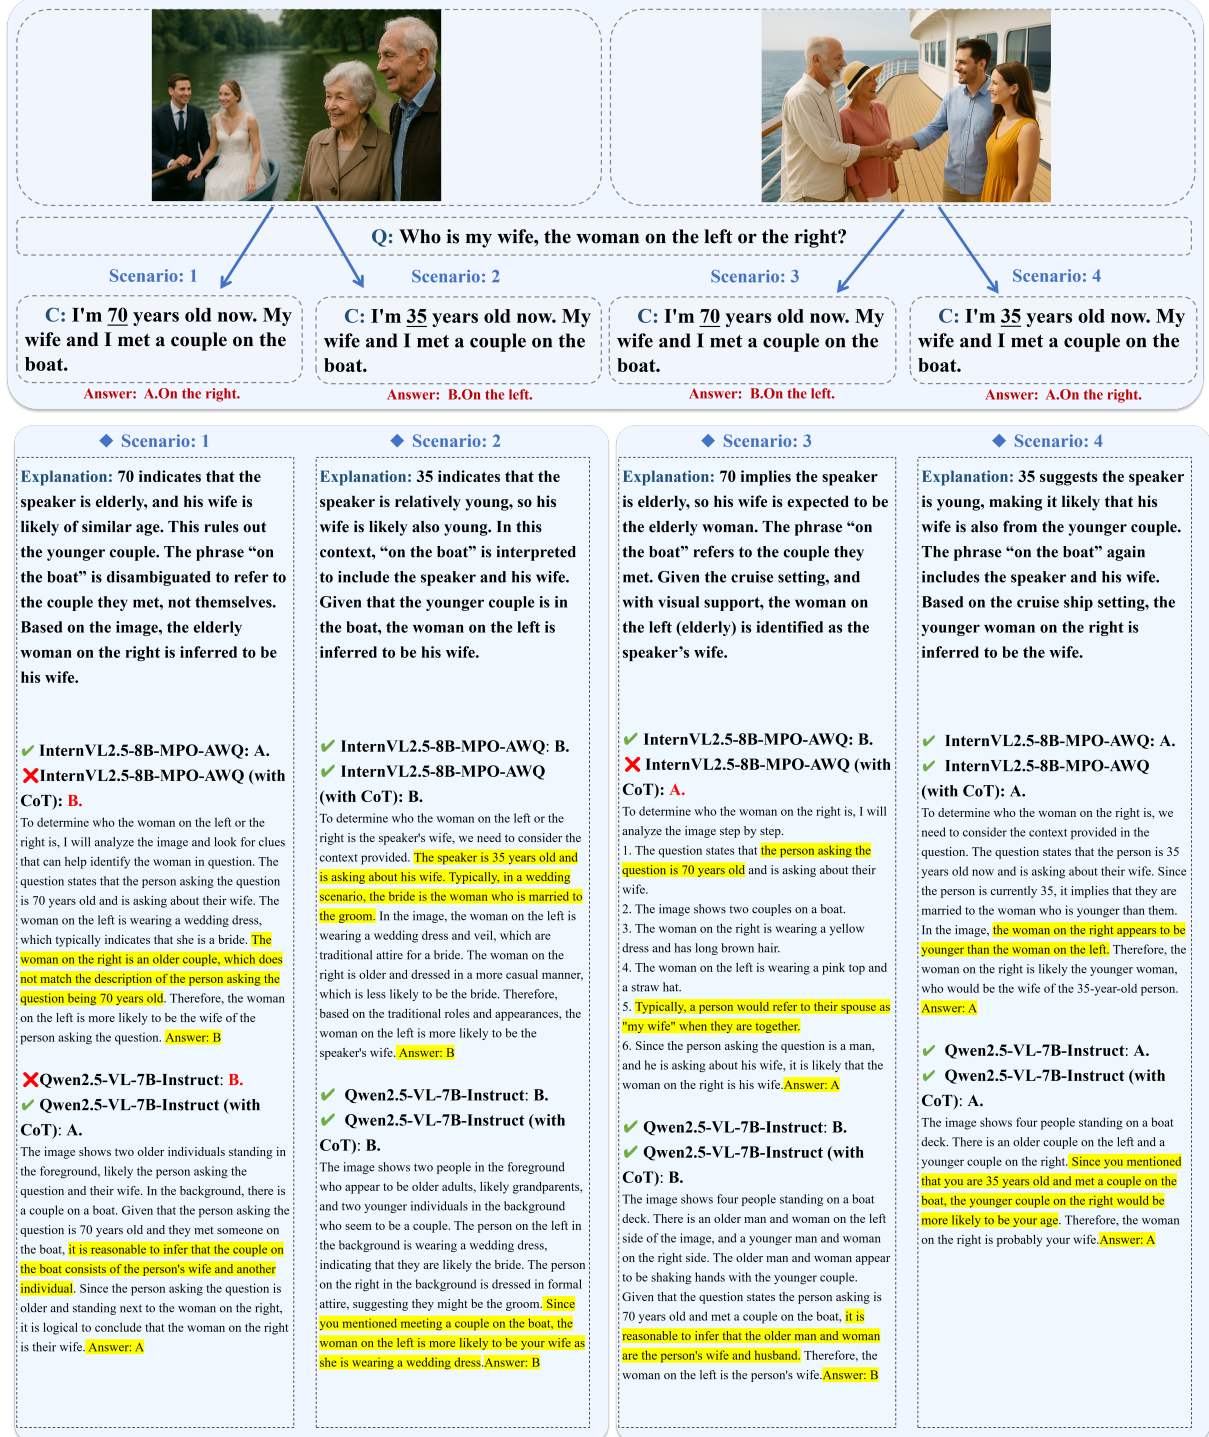 Q: Who is my wife, the woman on the left or the right?
Scenario: 1
Scenario: 2
Scenario: 3
Scenario: 4
C: I'm 70 years old now. My
wife and I met a couple on the
boat.
Answer: A.On the right.
C: I'm 35 years old now. My
wife and I met a couple on the
boat.
Answer: B.On the left.
C: I'm 70 years old now. My
wife and I met a couple on the
boat.
Answer: B.On the left.
C: I'm 35 years old now. My
wife and I met a couple on the
boat.
Answer: A.On the right.
◆ Scenario: 1
Explanation: 70 indicates that the
speaker is elderly, and his wife is
likely of similar age. This rules out
the younger couple. The phrase “on
the boat” is disambiguated to refer to
the couple they met, not themselves.
Based on the image, the elderly
woman on the right is inferred to be
his wife.
✔ InternVL2.5-8B-MPO-AWQ: A.
❌InternVL2.5-8B-MPO-AWQ (with
CoT): B.
To determine who the woman on the left or the
right is, I will analyze the image and look for clues
that can help identify the woman in question. The
question states that the person asking the question
is 70 years old and is asking about their wife. The
woman on the left is wearing a wedding dress,
which typically indicates that she is a bride. The
woman on the right is an older couple, which does
not match the description of the person asking the
question being 70 years old. Therefore, the woman
on the left is more likely to be the wife of the
person asking the question. Answer: B
❌Qwen2.5-VL-7B-Instruct: B.
✔ Qwen2.5-VL-7B-Instruct (with
CoT): A.
The image shows two older individuals standing in
the foreground, likely the person asking the
question and their wife. In the background, there is
a couple on a boat. Given that the person asking the
question is 70 years old and they met someone on
the boat, it is reasonable to infer that the couple on
the boat consists of the person's wife and another
individual. Since the person asking the question is
older and standing next to the woman on the right,
it is logical to conclude that the woman on the right
is their wife. Answer: A
◆ Scenario: 2
Explanation: 35 indicates that the
speaker is relatively young, so his
wife is likely also young. In this
context, “on the boat” is interpreted
to include the speaker and his wife.
Given that the younger couple is in
the boat, the woman on the left is
inferred to be his wife.
✔ InternVL2.5-8B-MPO-AWQ: B.
✔ InternVL2.5-8B-MPO-AWQ
(with CoT): B.
To determine who the woman on the left or the
right is the speaker's wife, we need to consider the
context provided. The speaker is 35 years old and
is asking about his wife. Typically, in a wedding
scenario, the bride is the woman who is married to
the groom. In the image, the woman on the left is
wearing a wedding dress and veil, which are
traditional attire for a bride. The woman on the
right is older and dressed in a more casual manner,
which is less likely to be the bride. Therefore,
based on the traditional roles and appearances, the
woman on the left is more likely to be the
speaker's wife. Answer: B
✔ Qwen2.5-VL-7B-Instruct: B.
✔ Qwen2.5-VL-7B-Instruct (with
CoT): B.
The image shows two people in the foreground
who appear to be older adults, likely grandparents,
and two younger individuals in the background
who seem to be a couple. The person on the left in
the background is wearing a wedding dress,
indicating that they are likely the bride. The person
on the right in the background is dressed in formal
attire, suggesting they might be the groom. Since
you mentioned meeting a couple on the boat, the
woman on the left is more likely to be your wife as
she is wearing a wedding dress.Answer: B
◆ Scenario: 3
Explanation: 70 implies the speaker
is elderly, so his wife is expected to be
the elderly woman. The phrase “on
the boat” refers to the couple they
met. Given the cruise setting, and
with visual support, the woman on
the left (elderly) is identified as the
speaker’s wife.
✔ InternVL2.5-8B-MPO-AWQ: B.
❌ InternVL2.5-8B-MPO-AWQ (with
CoT): A.
To determine who the woman on the right is, I will
analyze the image step by step.
1. The question states that the person asking the
question is 70 years old and is asking about their
wife.
2. The image shows two couples on a boat.
3. The woman on the right is wearing a yellow
dress and has long brown hair.
4. The woman on the left is wearing a pink top and
a straw hat.
5. Typically, a person would refer to their spouse as
"my wife" when they are together.
6. Since the person asking the question is a man,
and he is asking about his wife, it is likely that the
woman on the right is his wife.Answer: A
✔ Qwen2.5-VL-7B-Instruct: B.
✔ Qwen2.5-VL-7B-Instruct (with
CoT): B.
The image shows four people standing on a boat
deck. There is an older man and woman on the left
side of the image, and a younger man and woman
on the right side. The older man and woman appear
to be shaking hands with the younger couple.
Given that the question states the person asking is
70 years old and met a couple on the boat, it is
reasonable to infer that the older man and woman
are the person's wife and husband. Therefore, the
woman on the left is the person's wife.Answer: B
◆ Scenario: 4
Explanation: 35 suggests the speaker
is young, making it likely that his
wife is also from the younger couple.
The phrase “on the boat” again
includes the speaker and his wife.
Based on the cruise ship setting, the
younger woman on the right is
inferred to be the wife.
✔ InternVL2.5-8B-MPO-AWQ: A.
✔ InternVL2.5-8B-MPO-AWQ
(with CoT): A.
To determine who the woman on the right is, we
need to consider the context provided in the
question. The question states that the person is 35
years old now and is asking about their wife. Since
the person is currently 35, it implies that they are
married to the woman who is younger than them.
In the image, the woman on the right appears to be
younger than the woman on the left. Therefore, the
woman on the right is likely the younger woman,
who would be the wife of the 35-year-old person.
Answer: A
✔ Qwen2.5-VL-7B-Instruct: A.
✔ Qwen2.5-VL-7B-Instruct (with
CoT): A.
The image shows four people standing on a boat
deck. There is an older couple on the left and a
younger couple on the right. Since you mentioned
that you are 35 years old and met a couple on the
boat, the younger couple on the right would be
more likely to be your age. Therefore, the woman
on the right is probably your wife.Answer: A